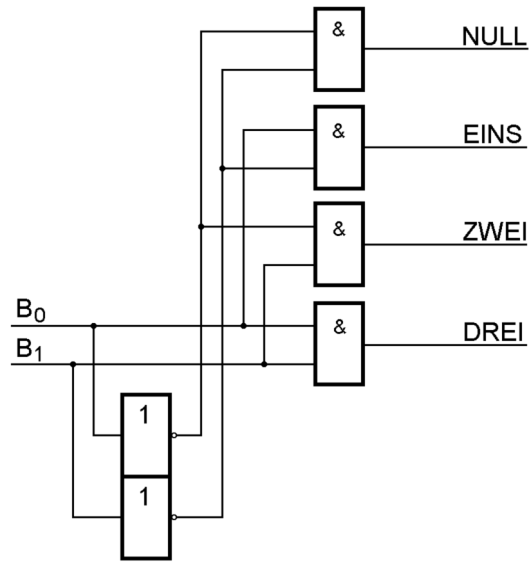 & NULL
& EINS
& ZWEI
B0
& DREI
B1
1
1